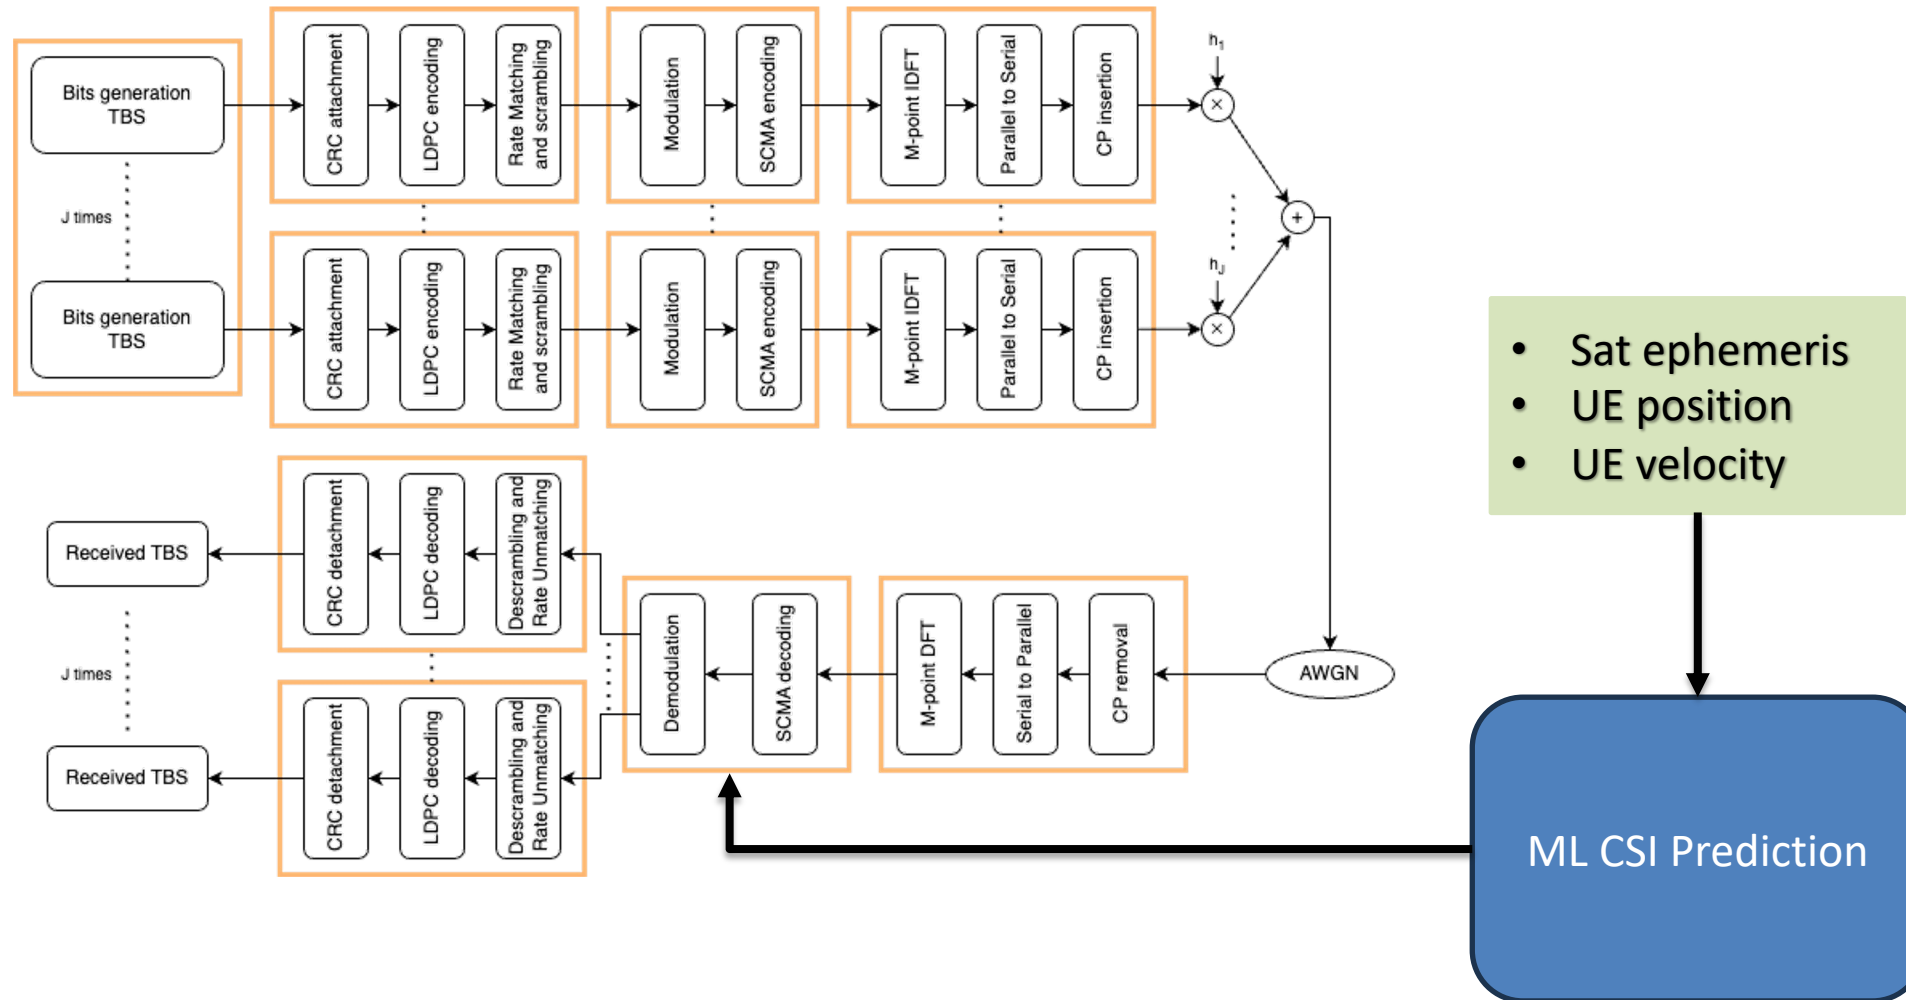 Bits generation
TBS
CRC attachment
LDPC encoding
Rate Matching
and scrambling
Modulation
SCMA encoding
M-point IDFT
Parallel to Serial
CP insertion
h1
×
J times
+
Bits generation
TBS
CRC attachment
LDPC encoding
Rate Matching
and scrambling
Modulation
SCMA encoding
M-point IDFT
Parallel to Serial
CP insertion
hJ
×
• Sat ephemeris
• UE position
• UE velocity
Received TBS
CRC detachment
LDPC decoding
Descrambling and
Rate Unmatching
J times
Demodulation
SCMA decoding
M-point DFT
Serial to Parallel
CP removal
AWGN
Received TBS
CRC detachment
LDPC decoding
Descrambling and
Rate Unmatching
ML CSI Prediction